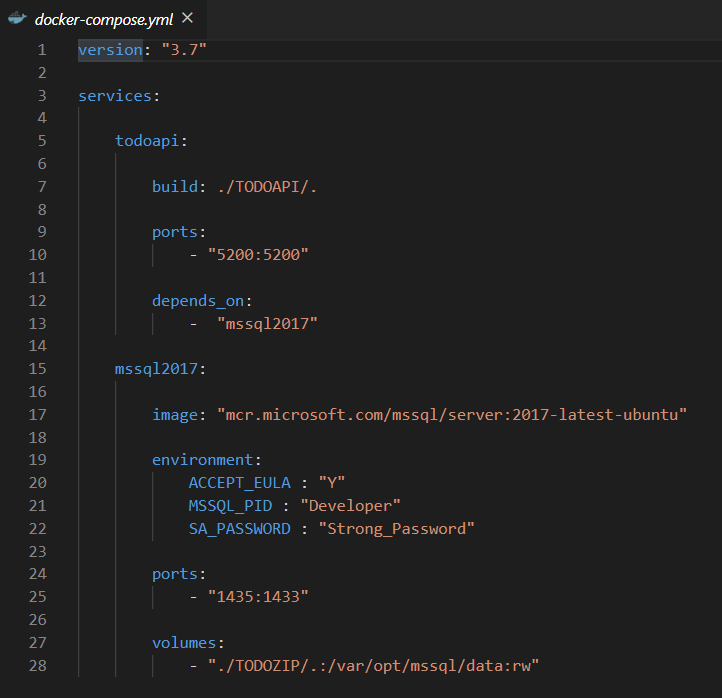 docker-compose.yml ×
1 version: "3.7"
2
3 services:
4
5     todoapi:
6
7         build: ./TODOAPI/.
8
9         ports:
10             - "5200:5200"
11
12         depends_on:
13             -  "mssql2017"
14
15     mssql2017:
16
17         image: "mcr.microsoft.com/mssql/server:2017-latest-ubuntu"
18
19         environment:
20             ACCEPT_EULA : "Y"
21             MSSQL_PID : "Developer"
22             SA_PASSWORD : "Strong_Password"
23
24         ports:
25             - "1435:1433"
26
27         volumes:
28             - "./TODOZIP/.:/var/opt/mssql/data:rw"